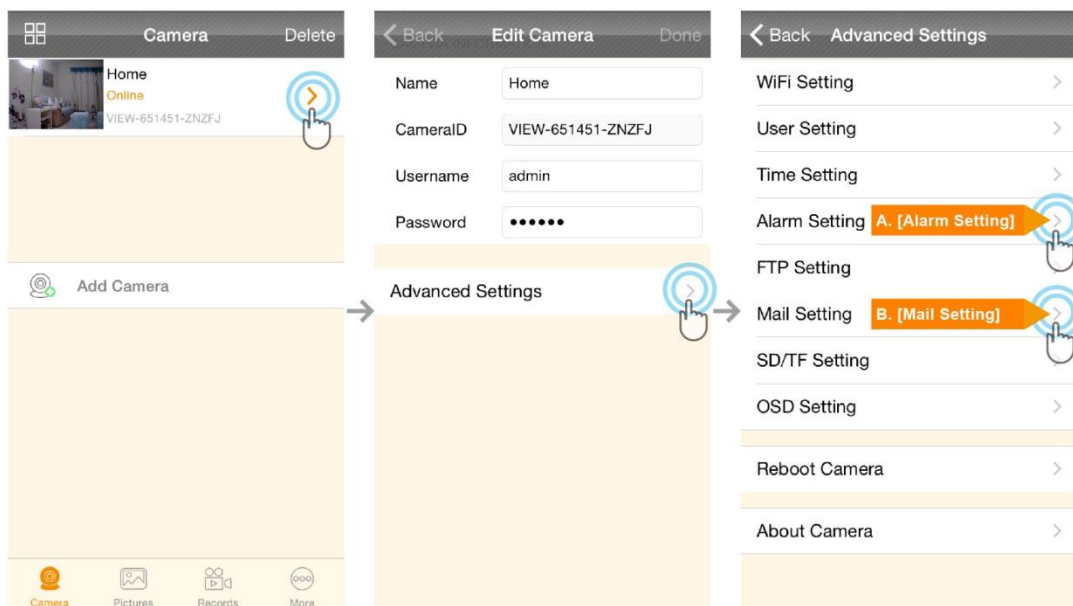 Camera
Delete
Home
Online
VIEW-651451-ZNZFJ
Add Camera
Camera
Pictures
Records
More
Back
Edit Camera
Done
Name
Home
CameraID
VIEW-651451-ZNZFJ
Username
admin
Password
••••••
Advanced Settings
Back
Advanced Settings
WiFi Setting
User Setting
Time Setting
Alarm Setting
A. [Alarm Setting]
FTP Setting
Mail Setting
B. [Mail Setting]
SD/TF Setting
OSD Setting
Reboot Camera
About Camera